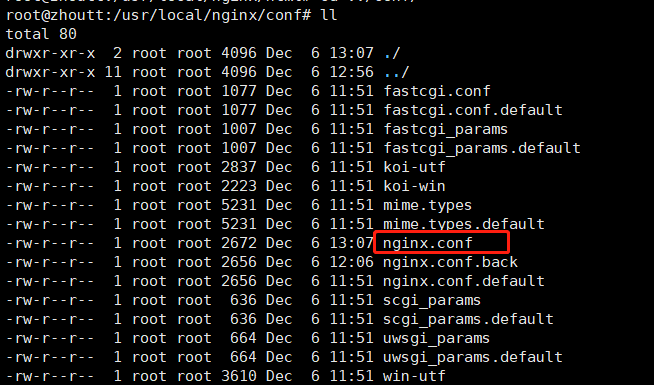 root@zhoutt:/usr/local/nginx/conf# ll
total 80
drwxr-xr-x  2 root root 4096 Dec  6 13:07 ./
drwxr-xr-x 11 root root 4096 Dec  6 12:56 ../
-rw-r--r--  1 root root 1077 Dec  6 11:51 fastcgi.conf
-rw-r--r--  1 root root 1077 Dec  6 11:51 fastcgi.conf.default
-rw-r--r--  1 root root 1007 Dec  6 11:51 fastcgi_params
-rw-r--r--  1 root root 1007 Dec  6 11:51 fastcgi_params.default
-rw-r--r--  1 root root 2837 Dec  6 11:51 koi-utf
-rw-r--r--  1 root root 2223 Dec  6 11:51 koi-win
-rw-r--r--  1 root root 5231 Dec  6 11:51 mime.types
-rw-r--r--  1 root root 5231 Dec  6 11:51 mime.types.default
-rw-r--r--  1 root root 2672 Dec  6 13:07 nginx.conf
-rw-r--r--  1 root root 2656 Dec  6 12:06 nginx.conf.back
-rw-r--r--  1 root root 2656 Dec  6 11:51 nginx.conf.default
-rw-r--r--  1 root root  636 Dec  6 11:51 scgi_params
-rw-r--r--  1 root root  636 Dec  6 11:51 scgi_params.default
-rw-r--r--  1 root root  664 Dec  6 11:51 uwsgi_params
-rw-r--r--  1 root root  664 Dec  6 11:51 uwsgi_params.default
-rw-r--r--  1 root root 3610 Dec  6 11:51 win-utf